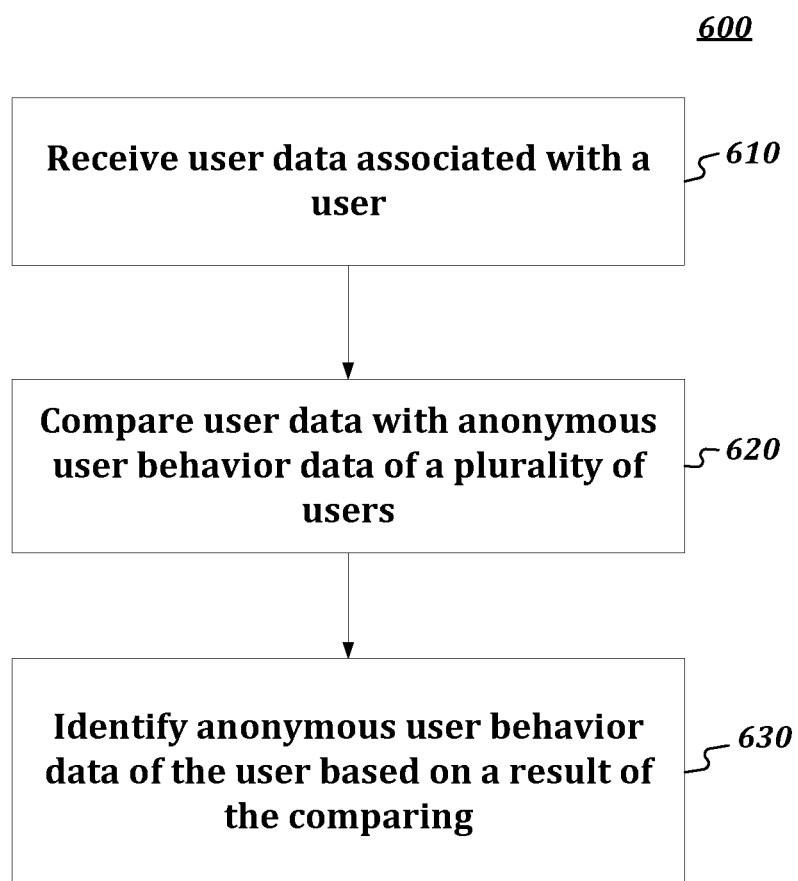 600
Receive user data associated with a
user
610
Compare user data with anonymous
user behavior data of a plurality of
users
620
Identify anonymous user behavior
data of the user based on a result of
the comparing
630